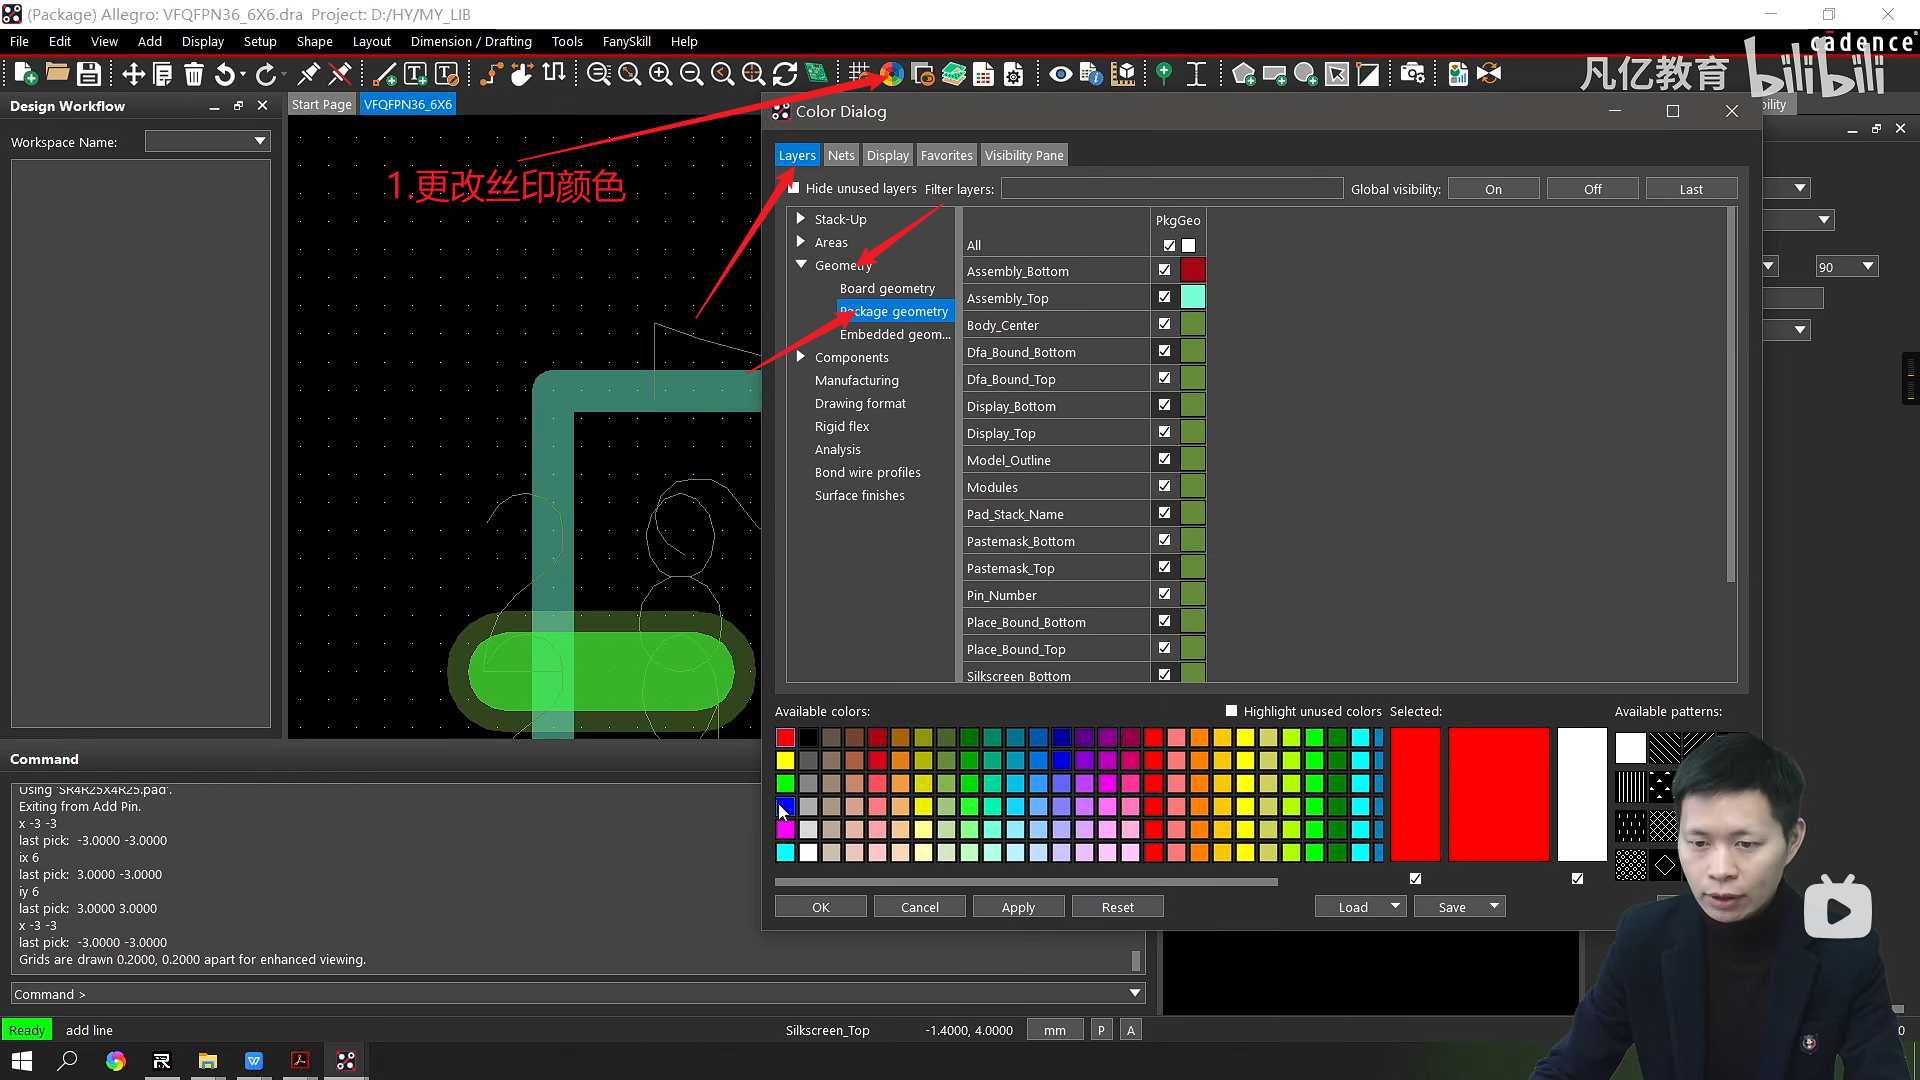 (Package) Allegro: VFQFPN36_6X6.dra Project: D:/HY/MY_LIB
File Edit View Add Display Setup Shape Layout Dimension / Drafting Tools FanySkill Help
cadence
凡亿教育 bilibili
Design Workflow
Start Page VFQFPN36_6X6
Color Dialog
bility
Workspace Name:
Layers Nets Display Favorites Visibility Pane
1.更改丝印颜色
Hide unused layers Filter layers: Global visibility: On Off Last
Stack-Up
Areas
Geometry
Board geometry
Package geometry
Embedded geom...
Components
Manufacturing
Drawing format
Rigid flex
Analysis
Bond wire profiles
Surface finishes
PkgGeo
All
Assembly_Bottom
Assembly_Top
Body_Center
Dfa_Bound_Bottom
Dfa_Bound_Top
Display_Bottom
Display_Top
Model_Outline
Modules
Pad_Stack_Name
Pastemask_Bottom
Pastemask_Top
Pin_Number
Place_Bound_Bottom
Place_Bound_Top
Silkscreen_Bottom
90
28
Available colors: Highlight unused colors Selected: Available patterns:
OK Cancel Apply Reset Load Save
Command
Using 'SR4R25X4R25.pad'.
Exiting from Add Pin.
x -3 -3
last pick: -3.0000 -3.0000
ix 6
last pick: 3.0000 -3.0000
iy 6
last pick: 3.0000 3.0000
x -3 -3
last pick: -3.0000 -3.0000
Grids are drawn 0.2000, 0.2000 apart for enhanced viewing.
Command >
Ready add line Silkscreen_Top -1.4000, 4.0000 mm P A 0